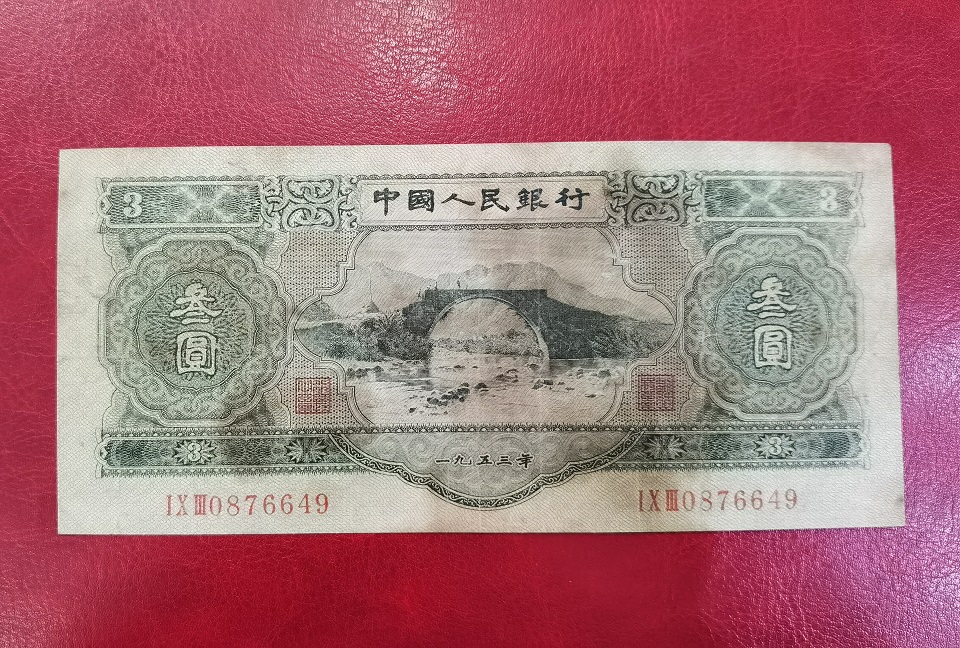 3 中國人民銀行 3
叁圓 叁圓
3 一九五三年 3
IXIII0876649 IXIII0876649